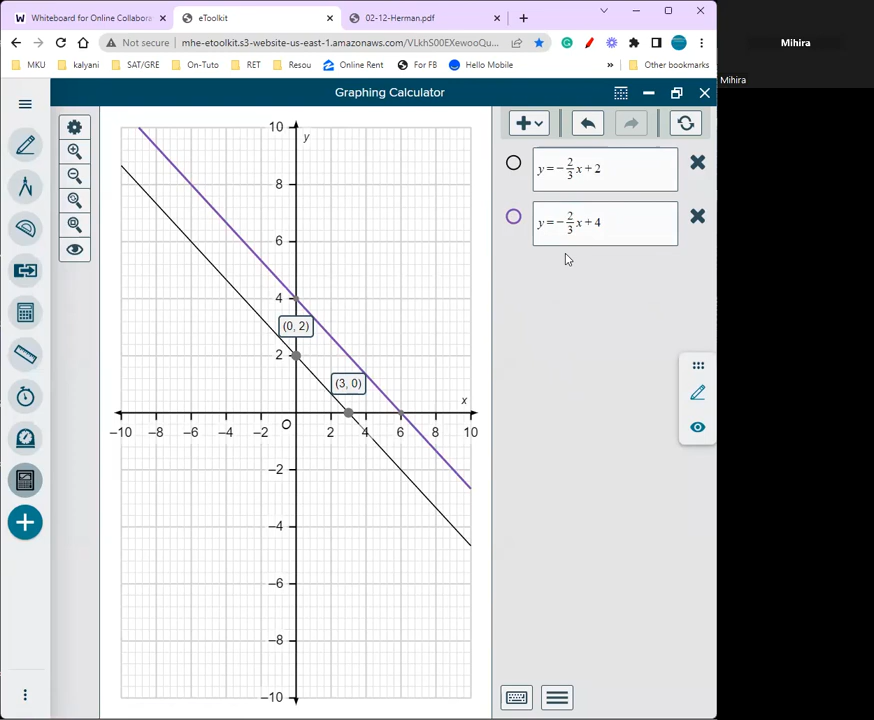 Whiteboard for Online Collabora
eToolkit
02-12-Herman.pdf
Not secure
mhe-etoolkit.s3-website-us-east-1.amazonaws.com/VLkhS00EXewooQu...
MKU
kalyani
SAT/GRE
On-Tuto
RET
Resou
Online Rent
For FB
Hello Mobile
»
Other bookmarks
Mihira
Mihira
Graphing Calculator
y = -2/3 x + 2
y = -2/3 x + 4
y
10
8
6
4
(0, 2)
2
(3, 0)
x
O
-10 -8 -6 -4 -2 2 4 6 8 10
-2
-4
-6
-8
-10